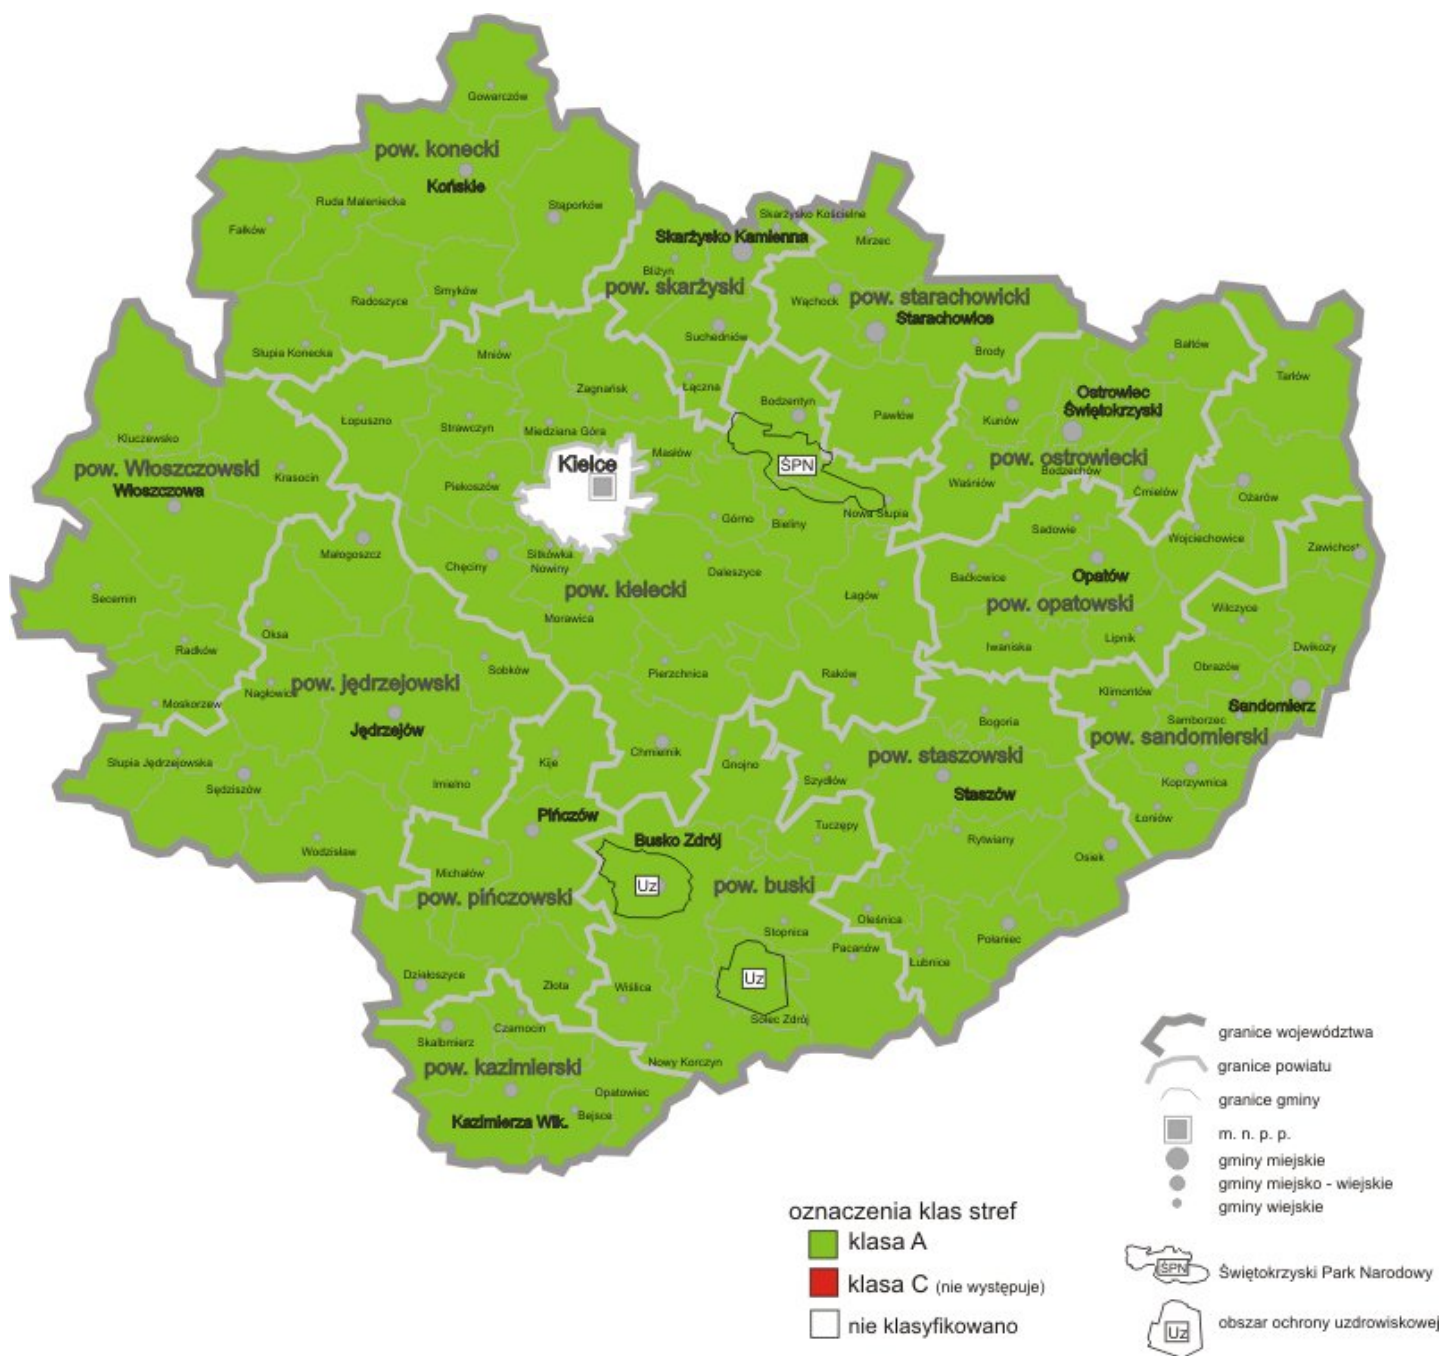 Gowarczów
pow. konecki
Końskie
Ruda Maleniecka
Stąporków
Fałków
Skarżysko Kościelne
Skarżysko Kamienna
Mirzec
Bliżyn
pow. skarżyski
Radoszyce
Smyków
Wąchock
pow. starachowicki
Starachowice
Suchedniów
Słupia Konecka
Mniów
Brody
Bałtów
Zagnańsk
Łączna
Tarłów
Łopuszno
Strawczyn
Miedziana Góra
Bodzentyn
Pawłów
Kunów
Ostrowiec
Świętokrzyski
Kluczewsko
pow. Włoszczowski
Włoszczowa
Krasocin
Kielce
Masłów
ŚPN
pow. ostrowiecki
Bodzechów
Piekoszów
Waśniów
Ćmielów
Ożarów
Górno
Bieliny
Nowa Słupia
Sadowie
Wojciechowice
Zawichost
Małogoszcz
Chęciny
Sitkówka
Nowiny
Daleszyce
Baćkowice
Opatów
pow. kielecki
Łagów
pow. opatowski
Secemin
Morawica
Wilczyce
Oksa
Radków
Iwaniska
Lipnik
Dwikozy
Sobków
Pierzchnica
Raków
Obrazów
Nagłowice
pow. jędrzejowski
Klimontów
Moskorzew
Sandomierz
Jędrzejów
Bogoria
Samborzec
pow. sandomierski
Słupia Jędrzejowska
Kije
Chmielnik
Gnojno
pow. staszowski
Szydłów
Koprzywnica
Sędziszów
Imielno
Staszów
Pińczów
Łoniów
Busko Zdrój
Tuczępy
Rytwiany
Wodzisław
Osiek
Michałów
Uz
pow. buski
pow. pińczowski
Oleśnica
Stopnica
Połaniec
Pacanów
Łubnice
Działoszyce
Złota
Wiślica
Uz
Solec Zdrój
Czarnocin
Skalbmierz
pow. kazimierski
Nowy Korczyn
Opatowiec
Kazimierza Wlk.
Bejsce
granice województwa
granice powiatu
granice gminy
m. n. p. p.
gminy miejskie
gminy miejsko - wiejskie
gminy wiejskie
oznaczenia klas stref
klasa A
klasa C (nie występuje)
nie klasyfikowano
ŚPN
Świętokrzyski Park Narodowy
Uz
obszar ochrony uzdrowiskowej